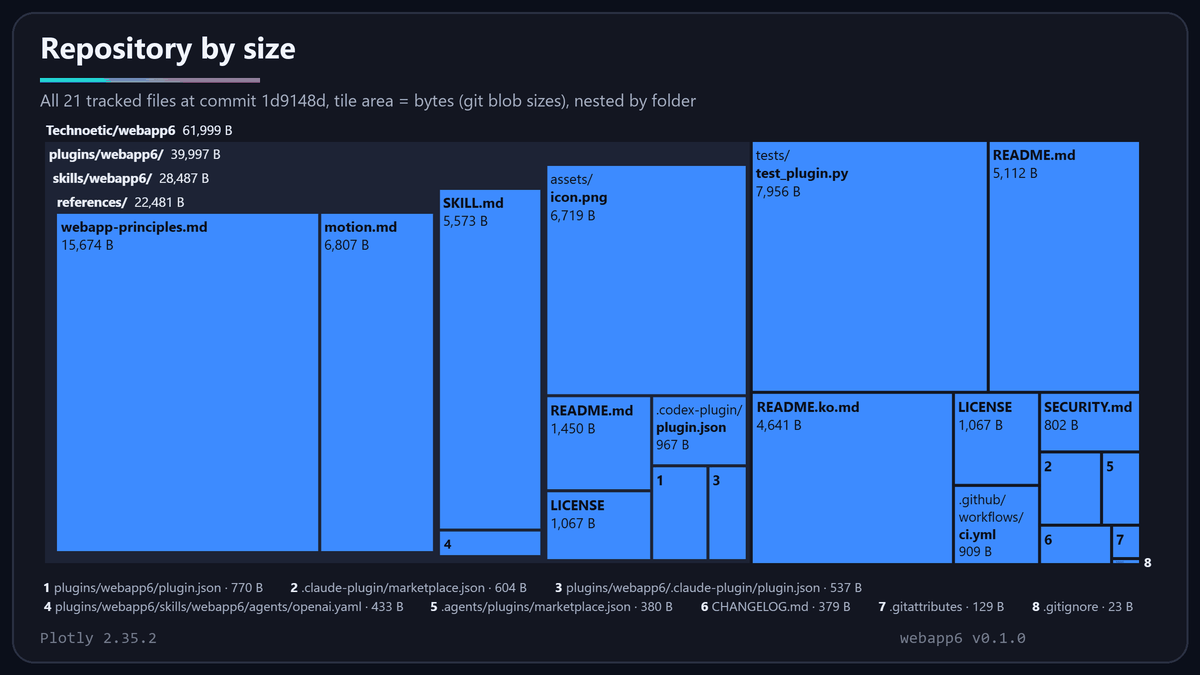 Repository by size
All 21 tracked files at commit 1d9148d, tile area = bytes (git blob sizes), nested by folder
Technoetic/webapp6 61,999 B
plugins/webapp6/ 39,997 B
skills/webapp6/ 28,487 B
references/ 22,481 B
webapp-principles.md
15,674 B
motion.md
6,807 B
SKILL.md
5,573 B
4
assets/
icon.png
6,719 B
README.md
1,450 B
LICENSE
1,067 B
.codex-plugin/
plugin.json
967 B
1
3
tests/
test_plugin.py
7,956 B
README.md
5,112 B
README.ko.md
4,641 B
LICENSE
1,067 B
.github/
workflows/
ci.yml
909 B
SECURITY.md
802 B
2
5
6
7
8
1 plugins/webapp6/plugin.json · 770 B 2 .claude-plugin/marketplace.json · 604 B 3 plugins/webapp6/.claude-plugin/plugin.json · 537 B
4 plugins/webapp6/skills/webapp6/agents/openai.yaml · 433 B 5 .agents/plugins/marketplace.json · 380 B 6 CHANGELOG.md · 379 B 7 .gitattributes · 129 B 8 .gitignore · 23 B
Plotly 2.35.2
webapp6 v0.1.0